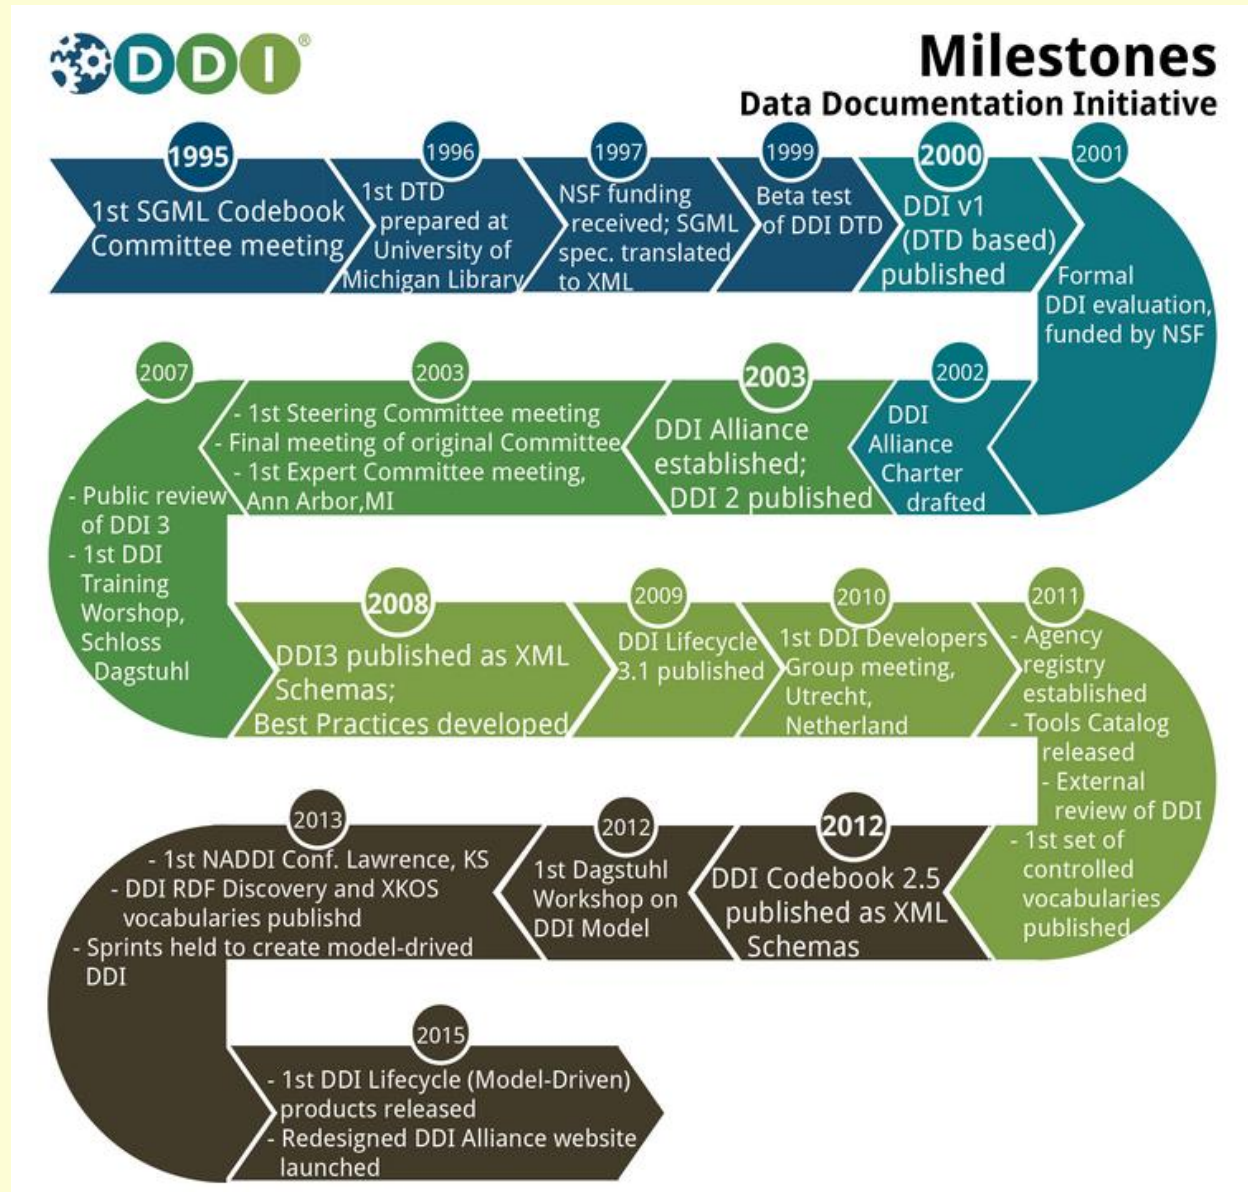 DDI®
Milestones
Data Documentation Initiative
1995
1st SGML Codebook
Committee meeting
1996
1st DTD
prepared at
University of
Michigan Library
1997
NSF funding
received; SGML
spec. translated
to XML
1999
Beta test
of DDI DTD
2000
DDI v1
(DTD based)
published
2001
Formal
DDI evaluation,
funded by NSF
2002
DDI
Alliance
Charter
drafted
2003
DDI Alliance
established;
DDI 2 published
2003
- 1st Steering Committee meeting
- Final meeting of original Committee
- 1st Expert Committee meeting,
Ann Arbor,MI
2007
- Public review
of DDI 3
- 1st DDI
Training
Worshop,
Schloss
Dagstuhl
2008
DDI3 published as XML
Schemas;
Best Practices developed
2009
DDI Lifecycle
3.1 published
2010
1st DDI Developers
Group meeting,
Utrecht,
Netherland
2011
- Agency
registry
established
- Tools Catalog
released
- External
review of DDI
- 1st set of
controlled
vocabularies
published
2012
DDI Codebook 2.5
published as XML
Schemas
2012
1st Dagstuhl
Workshop on
DDI Model
2013
- 1st NADDI Conf. Lawrence, KS
- DDI RDF Discovery and XKOS
vocabularies publishd
- Sprints held to create model-drived
DDI
2015
- 1st DDI Lifecycle (Model-Driven)
products released
- Redesigned DDI Alliance website
launched